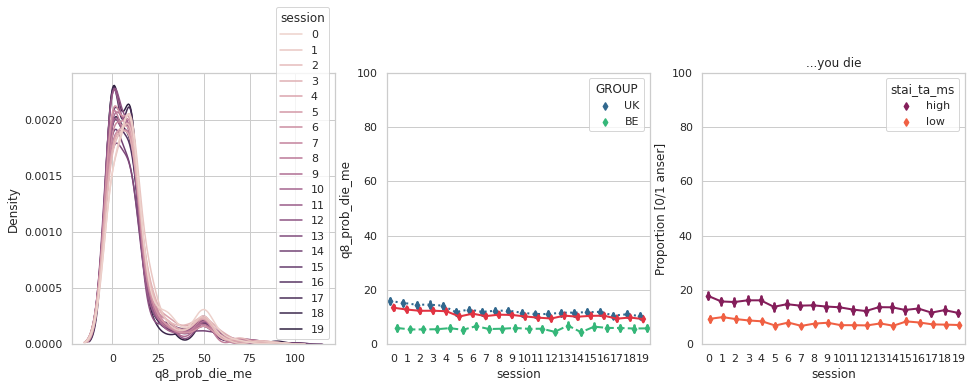 session
0
1
2
3
4
5
6
7
8
9
10
11
12
13
14
15
16
17
18
19
0.0020
0.0015
0.0010
0.0005
0.0000
Density
0 50 100
q8_prob_die_me
100
80
60
40
20
0
q8_prob_die_me
GROUP
UK
BE
0 1 2 3 4 5 6 7 8 9 10 11 12 13 14 15 16 17 18 19
session
...you die
100
80
60
40
20
0
Proportion [0/1 anser]
stai_ta_ms
high
low
0 1 2 3 4 5 6 7 8 9 10 11 12 13 14 15 16 17 18 19
session